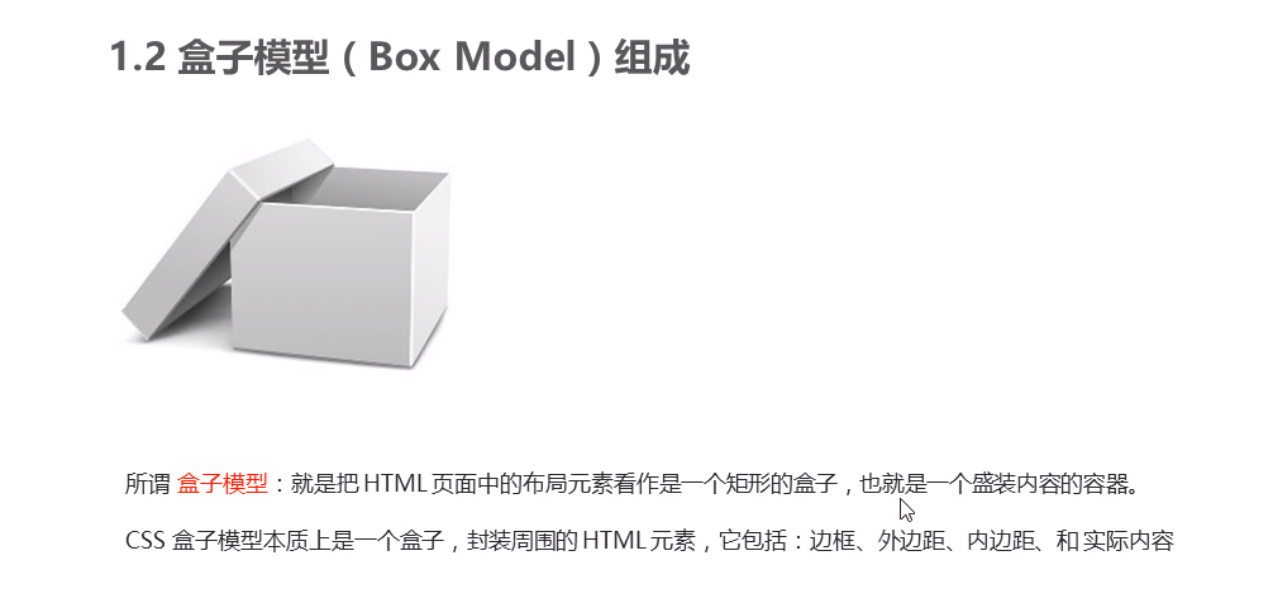 1.2 盒子模型（Box Model）组成
所谓 盒子模型：就是把 HTML 页面中的布局元素看作是一个矩形的盒子，也就是一个盛装内容的容器。
CSS 盒子模型本质上是一个盒子，封装周围的 HTML 元素，它包括：边框、外边距、内边距、和 实际内容